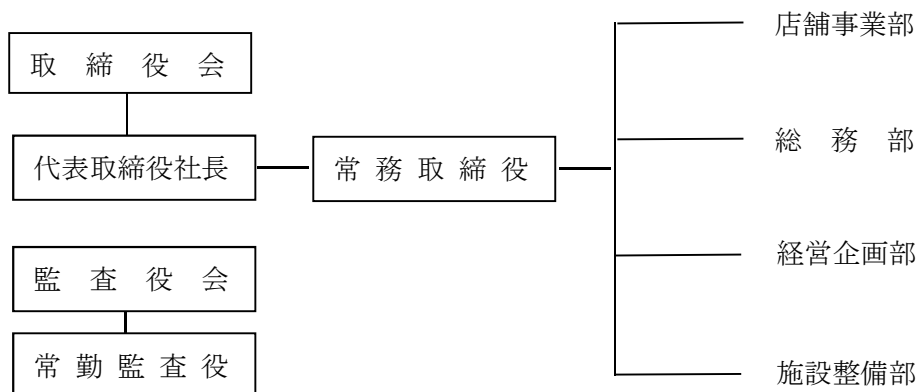 取締役会
代表取締役社長
常務取締役
監査役会
常勤監査役
店舗事業部
総務部
経営企画部
施設整備部